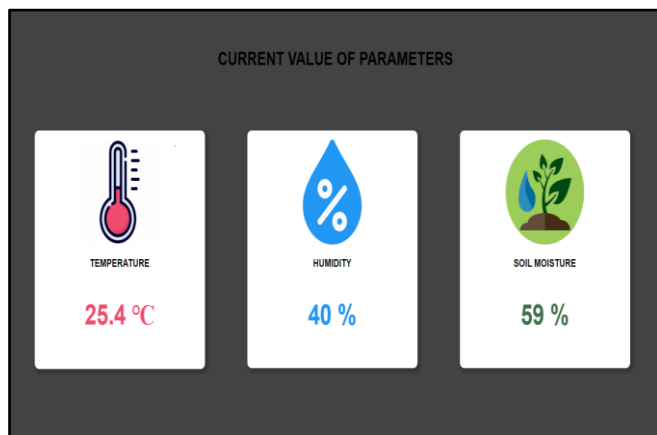 CURRENT VALUE OF PARAMETERS
TEMPERATURE
25.4 °C
HUMIDITY
40 %
SOIL MOISTURE
59 %